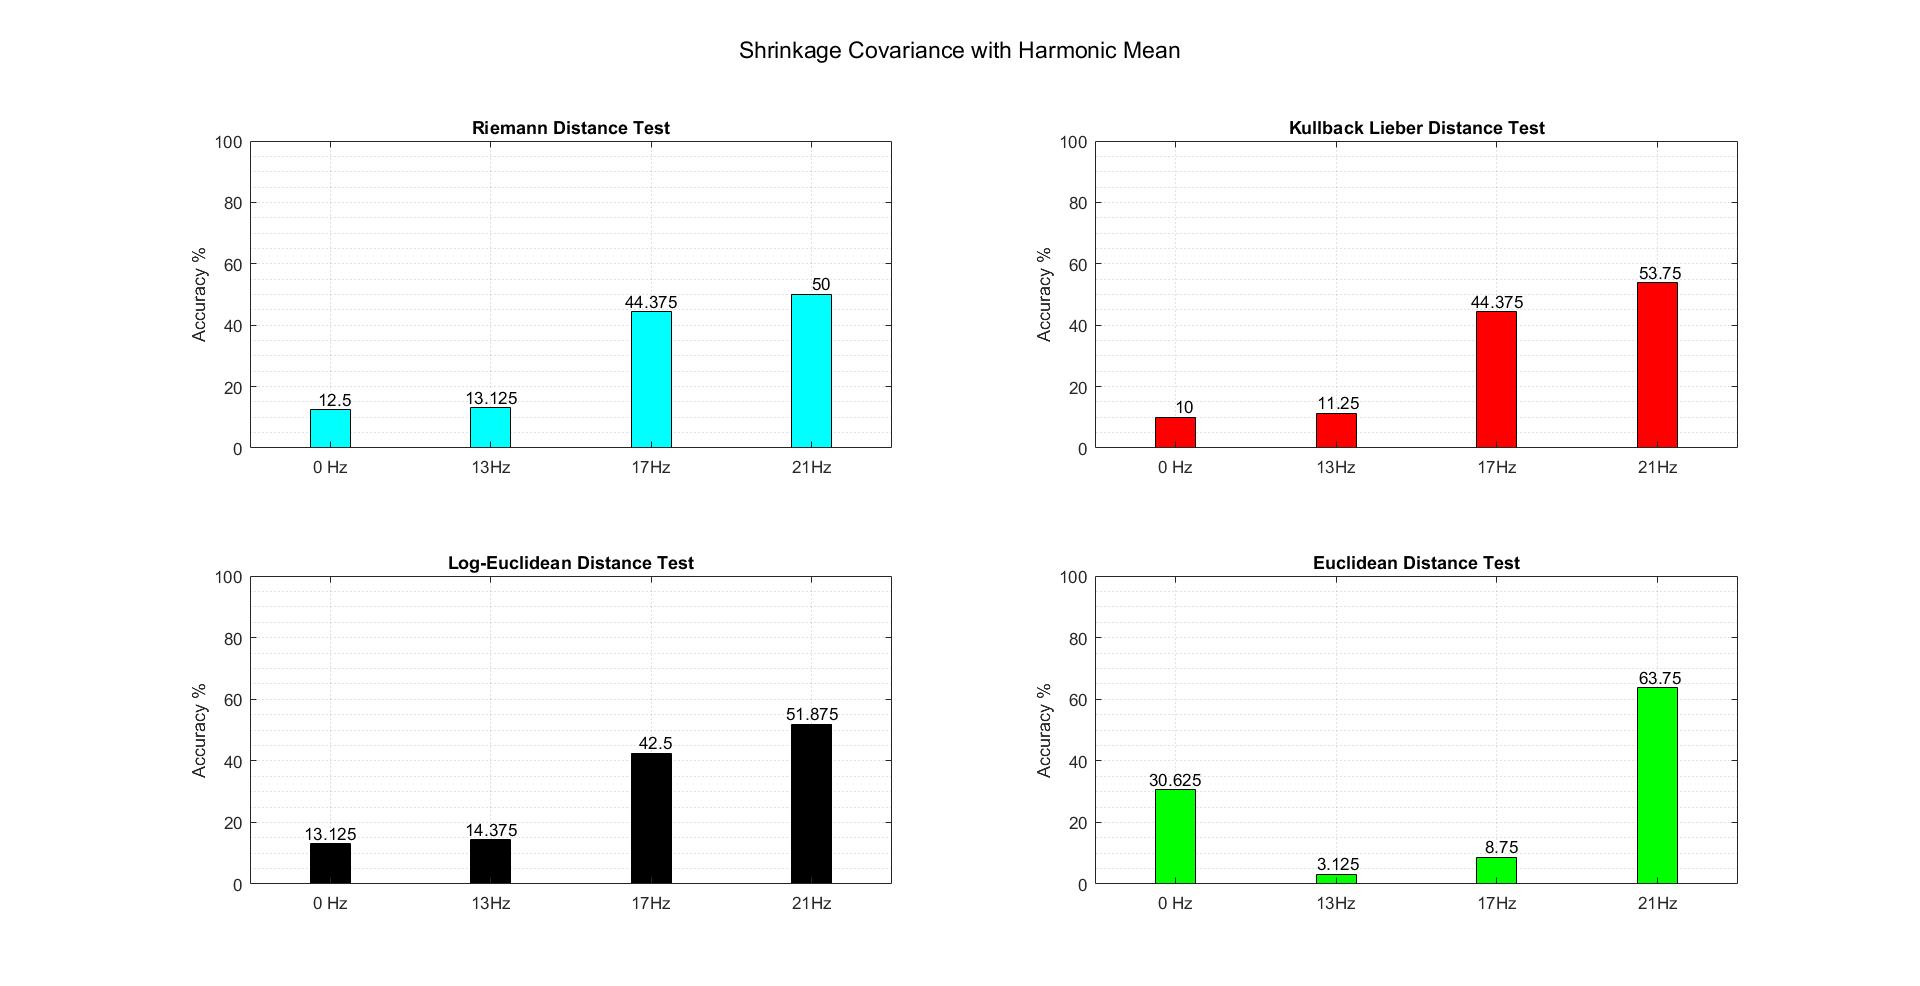 Shrinkage Covariance with Harmonic Mean
Riemann Distance Test
Accuracy %
100
80
60
40
20
0
12.5
13.125
44.375
50
0 Hz
13Hz
17Hz
21Hz
Kullback Lieber Distance Test
Accuracy %
100
80
60
40
20
0
10
11.25
44.375
53.75
0 Hz
13Hz
17Hz
21Hz
Log-Euclidean Distance Test
Accuracy %
100
80
60
40
20
0
13.125
14.375
42.5
51.875
0 Hz
13Hz
17Hz
21Hz
Euclidean Distance Test
Accuracy %
100
80
60
40
20
0
30.625
3.125
8.75
63.75
0 Hz
13Hz
17Hz
21Hz